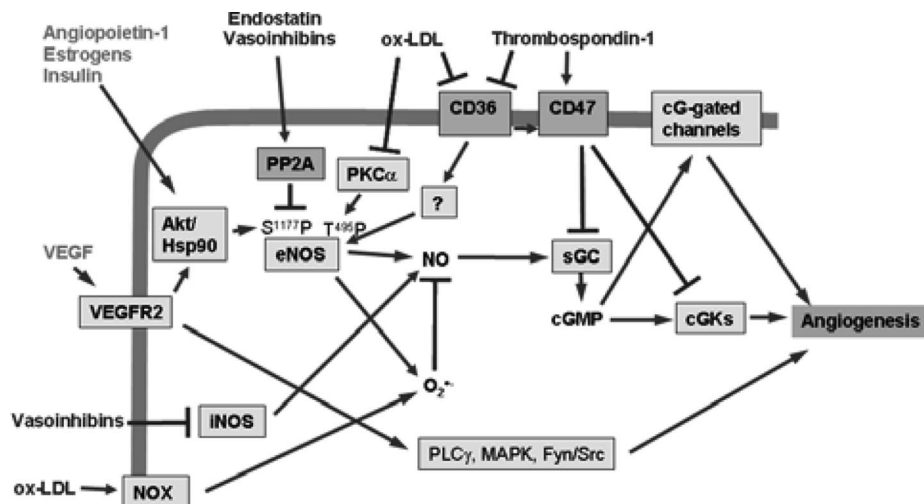 Angiopoietin-1
Estrogens
Insulin
Endostatin
Vasoinhibins
ox-LDL
Thrombospondin-1
CD36
CD47
cG-gated
channels
PP2A
PKCα
?
Akt/
Hsp90
S1177P
T495P
eNOS
NO
sGC
VEGF
VEGFR2
cGMP
cGKs
Angiogenesis
O2•-
Vasoinhibins
iNOS
PLCγ, MAPK, Fyn/Src
ox-LDL
NOX